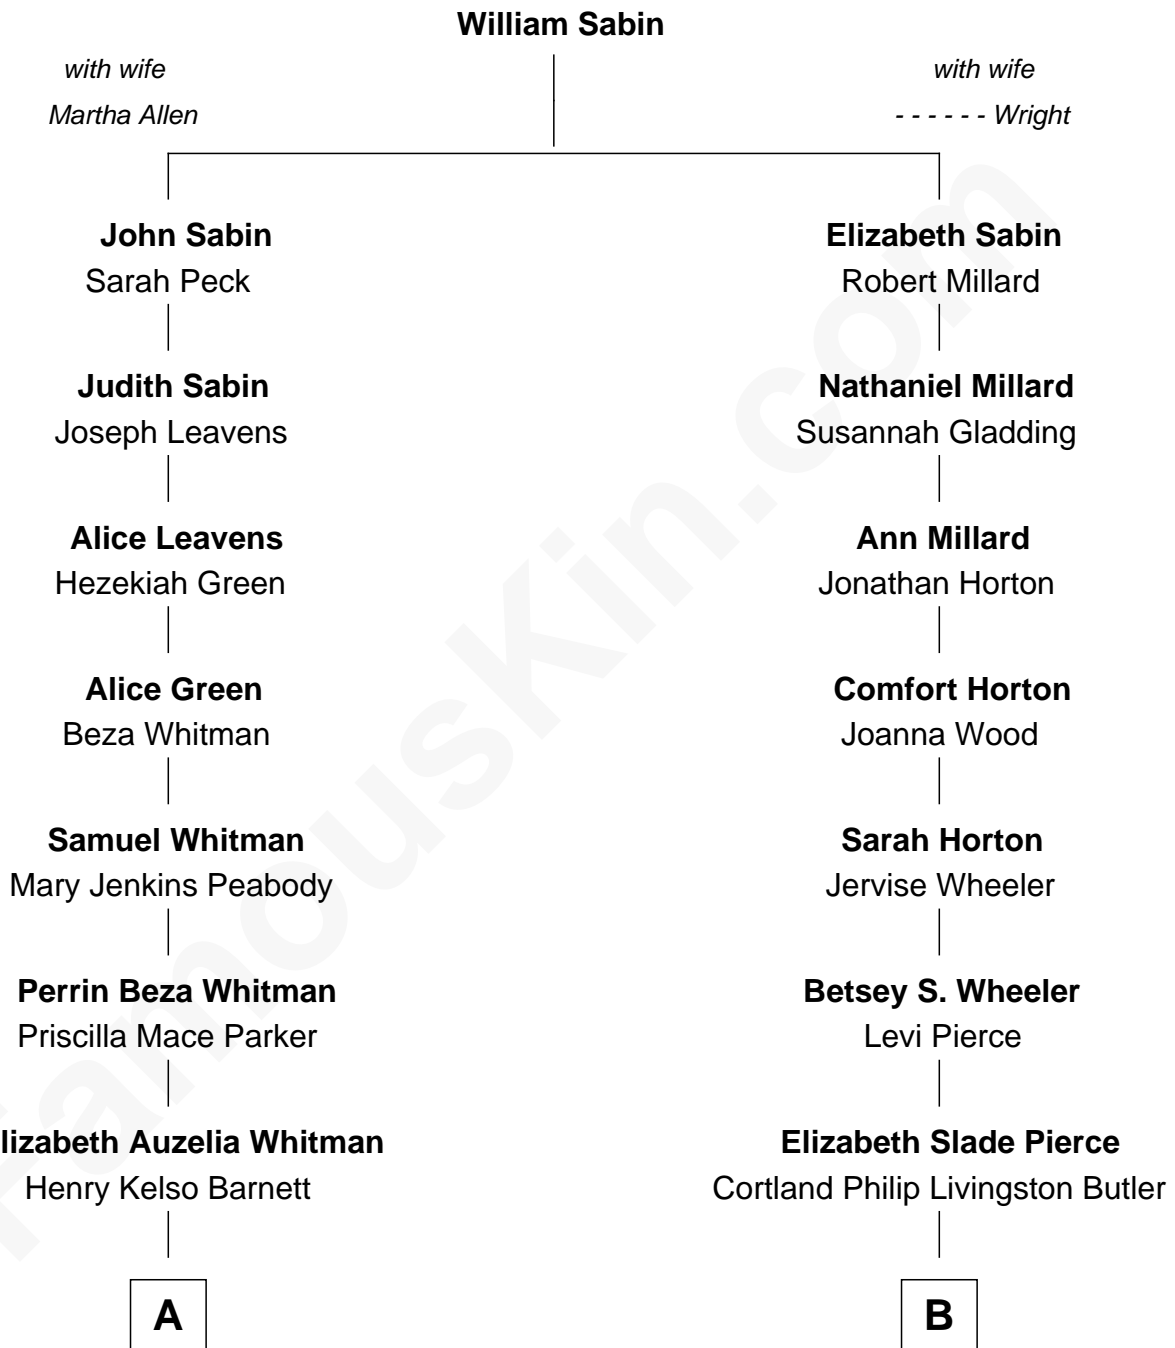 William Sabin
with wife
Martha Allen
with wife
- - - - - - Wright
John Sabin
Sarah Peck
Elizabeth Sabin
Robert Millard
Judith Sabin
Joseph Leavens
Nathaniel Millard
Susannah Gladding
Alice Leavens
Hezekiah Green
Ann Millard
Jonathan Horton
Alice Green
Beza Whitman
Comfort Horton
Joanna Wood
Samuel Whitman
Mary Jenkins Peabody
Sarah Horton
Jervise Wheeler
Perrin Beza Whitman
Priscilla Mace Parker
Betsey S. Wheeler
Levi Pierce
lizabeth Auzelia Whitman
Henry Kelso Barnett
Elizabeth Slade Pierce
Cortland Philip Livingston Butler
A
B
FamousKin.com